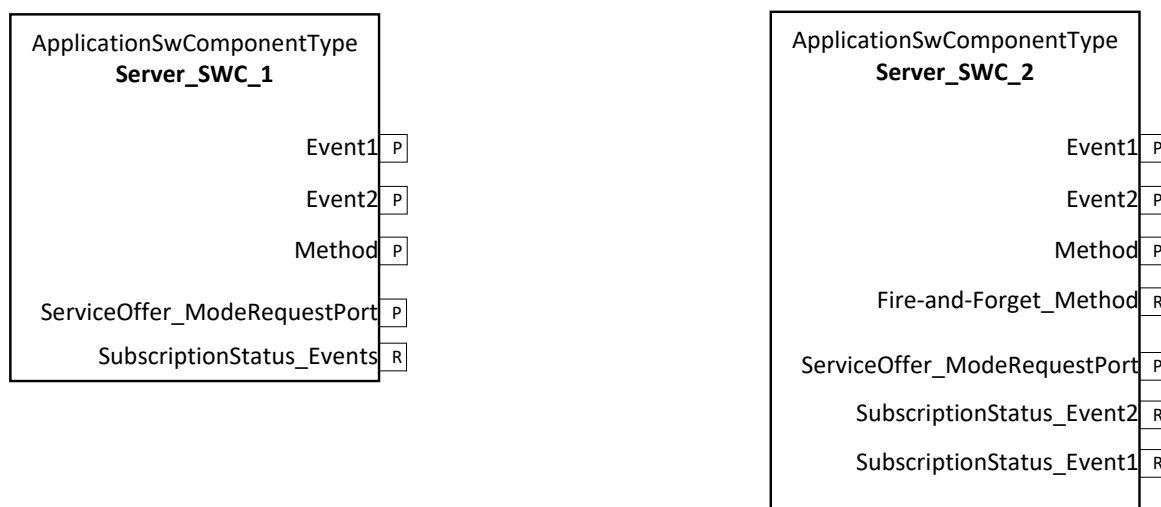 ApplicationSwComponentType
Server_SWC_1
Event1 P
Event2 P
Method P
ServiceOffer_ModeRequestPort P
SubscriptionStatus_Events R
ApplicationSwComponentType
Server_SWC_2
Event1 P
Event2 P
Method P
Fire-and-Forget_Method R
ServiceOffer_ModeRequestPort P
SubscriptionStatus_Event2 R
SubscriptionStatus_Event1 R